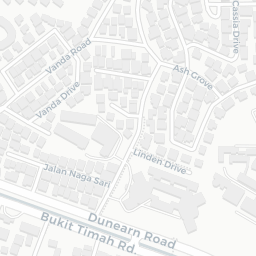 Cassia Drive
Vanda Road
Ash Grove
Vanda Drive
Linden Drive
Jalan Naga Sari
Dunearn Road
Bukit Timah Rd.